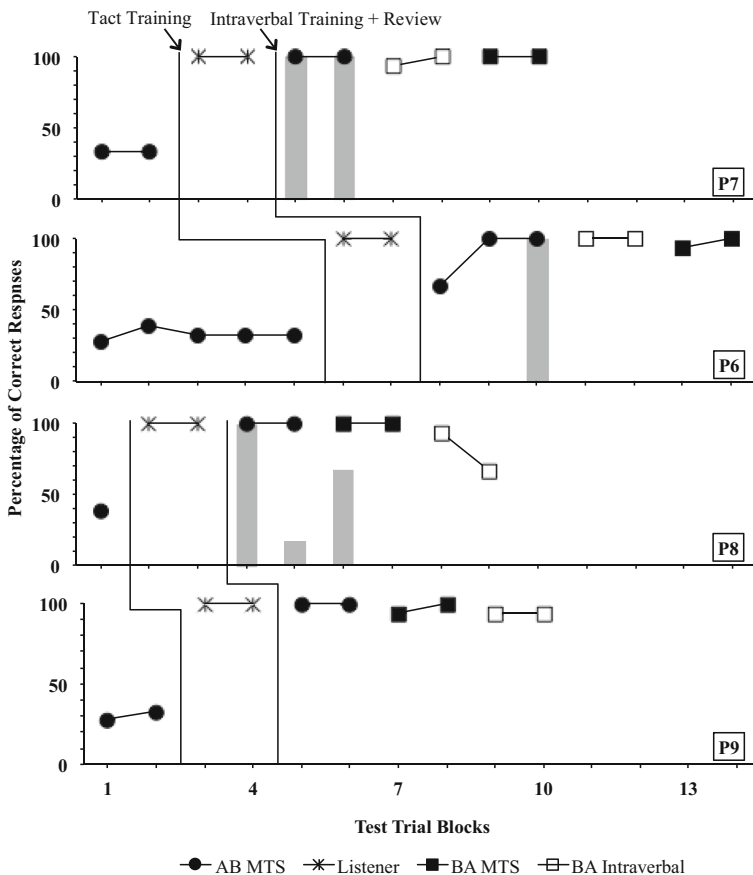 Tact Training Intraverbal Training + Review
Percentage of Correct Respnses
100
50
0
P7
100
50
0
P6
100
50
0
P8
100
50
0
P9
1 4 7 10 13
Test Trial Blocks
AB MTS Listener BA MTS BA Intraverbal